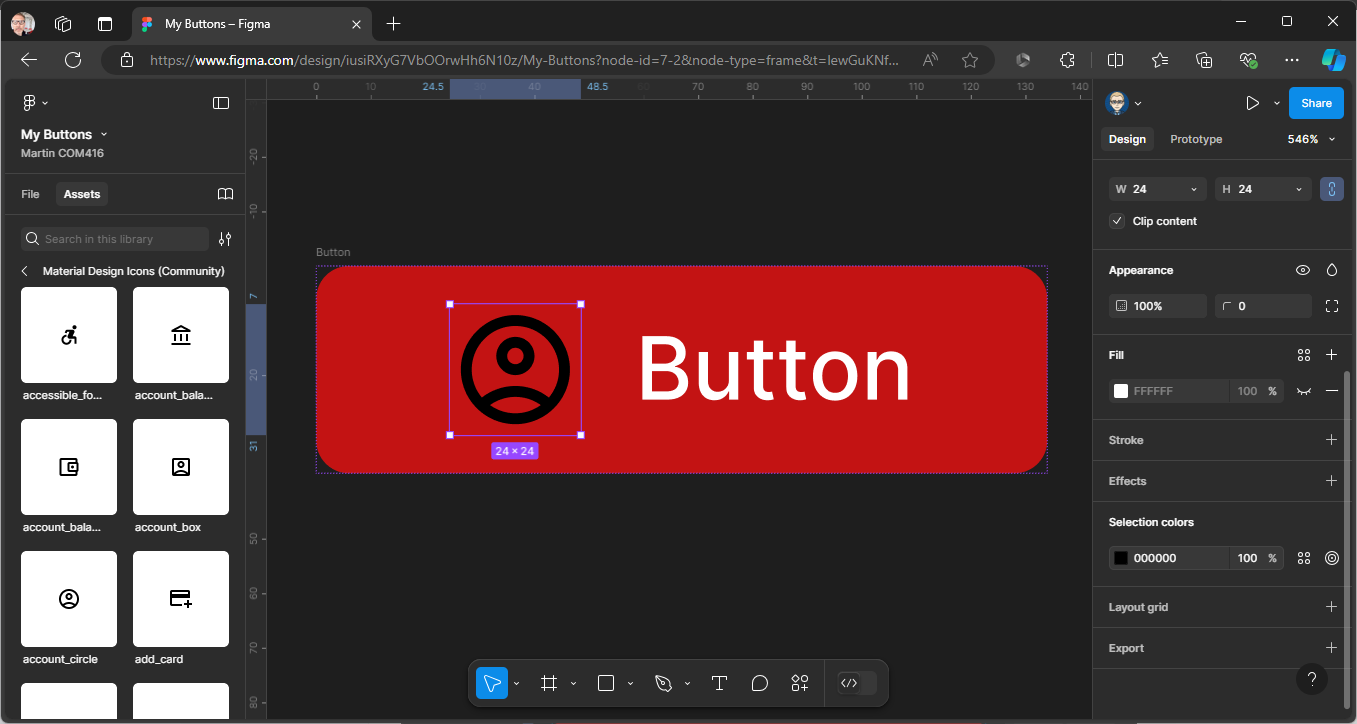 My Buttons – Figma
https://www.figma.com/design/iusiRXyG7VbOOrwHh6N10z/My-Buttons?node-id=7-2&node-type=frame&t=IewGuKNf...
My Buttons
Martin COM416
File
Assets
Search in this library
Material Design Icons (Community)
accessible_fo...
account_bala...
account_bala...
account_box
account_circle
add_card
0 10 24.5 30 40 48.5 60 70 80 90 100 110 120 130 140
-20
-10
7
20
31
50
60
70
80
Button
Button
24 × 24
Share
Design
Prototype
546%
W 24
H 24
Clip content
Appearance
100%
0
Fill
FFFFFF 100 %
Stroke
Effects
Selection colors
000000 100 %
Layout grid
Export
?